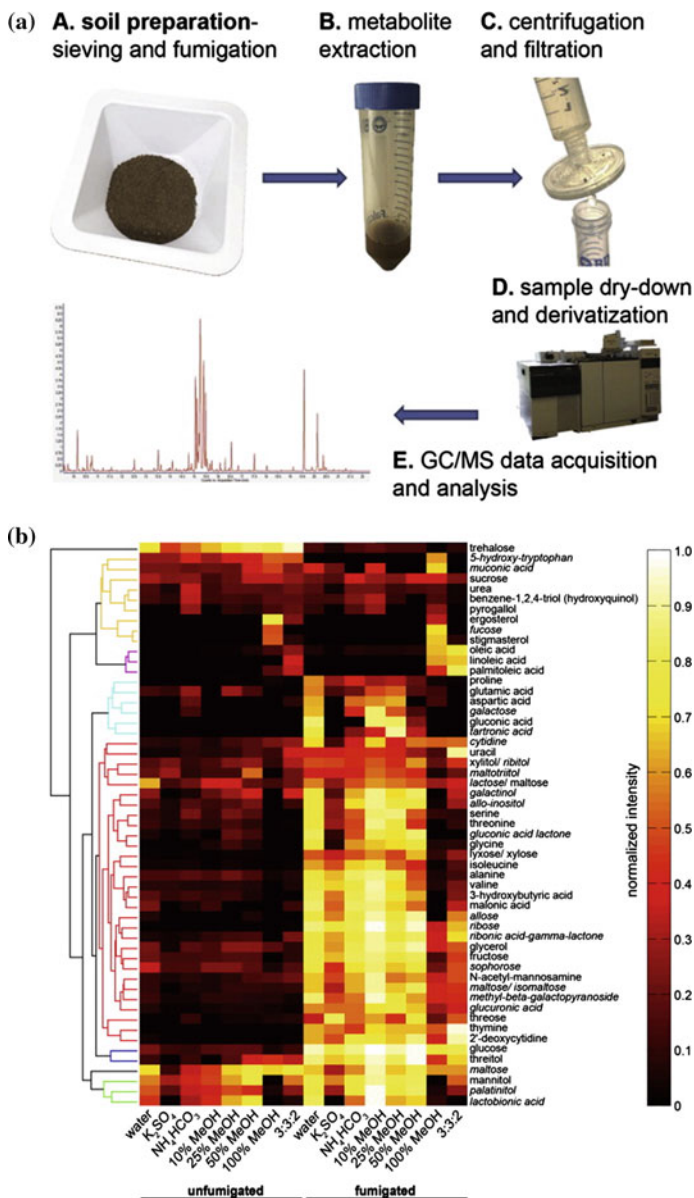 (a) A. soil preparation-
sieving and fumigation
B. metabolite
extraction
C. centrifugation
and filtration
D. sample dry-down
and derivatization
E. GC/MS data acquisition
and analysis
(b)
trehalose
5-hydroxy-tryptophan
muconic acid
sucrose
urea
benzene-1,2,4-triol (hydroxyquinol)
pyrogallol
ergosterol
fucose
stigmasterol
oleic acid
linoleic acid
palmitoleic acid
proline
glutamic acid
aspartic acid
galactose
gluconic acid
tartronic acid
cytidine
uracil
xylitol/ ribitol
maltotriitol
lactose/ maltose
galactinol
allo-inositol
serine
threonine
gluconic acid lactone
glycine
lyxose/ xylose
isoleucine
alanine
valine
3-hydroxybutyric acid
malonic acid
allose
ribose
ribonic acid-gamma-lactone
glycerol
fructose
sophorose
N-acetyl-mannosamine
maltose/ isomaltose
methyl-beta-galactopyranoside
glucuronic acid
threose
thymine
2'-deoxycytidine
glucose
threitol
maltose
mannitol
palatinitol
lactobionic acid
1.0
0.9
0.8
0.7
0.6
0.5
0.4
0.3
0.2
0.1
0
normalized intensity
water
K₂SO₄
NH₄HCO₃
10% MeOH
25% MeOH
50% MeOH
100% MeOH
3:3:2
water
K₂SO₄
NH₄HCO₃
10% MeOH
25% MeOH
50% MeOH
100% MeOH
3:3:2
unfumigated
fumigated